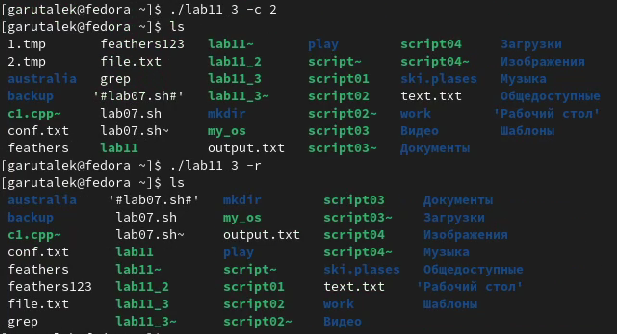 [garutalek@fedora ~]$ ./lab11 3 -c 2
[garutalek@fedora ~]$ ls
1.tmp feathers123 lab11~ play script04 Загрузки
2.tmp file.txt lab11_2 script~ script04~ Изображения
australia grep lab11_3 script01 ski.plases Музыка
backup '#lab07.sh#' lab11_3~ script02 text.txt Общедоступные
c1.cpp~ lab07.sh mkdir script02~ work 'Рабочий стол'
conf.txt lab07.sh~ my_os script03 Видео Шаблоны
feathers lab11 output.txt script03~ Документы
[garutalek@fedora ~]$ ./lab11 3 -r
[garutalek@fedora ~]$ ls
australia '#lab07.sh#' mkdir script03 Документы
backup lab07.sh my_os script03~ Загрузки
c1.cpp~ lab07.sh~ output.txt script04 Изображения
conf.txt lab11 play script04~ Музыка
feathers lab11~ script~ ski.plases Общедоступные
feathers123 lab11_2 script01 text.txt 'Рабочий стол'
file.txt lab11_3 script02 work Шаблоны
grep lab11_3~ script02~ Видео